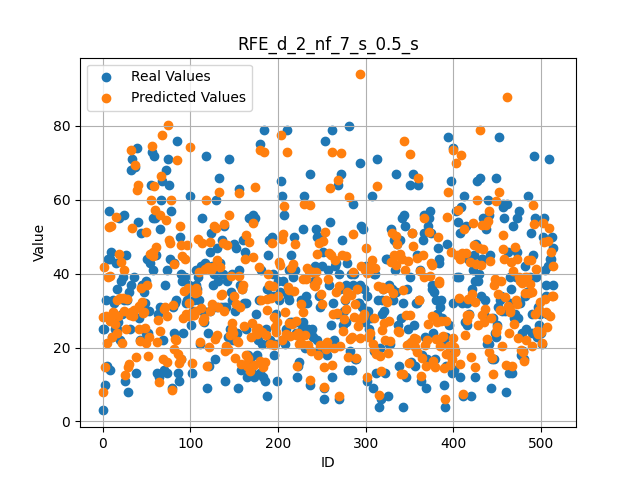 RFE_d_2_nf_7_s_0.5_s
Real Values
Predicted Values
80
60
40
20
0
Value
0 100 200 300 400 500
ID